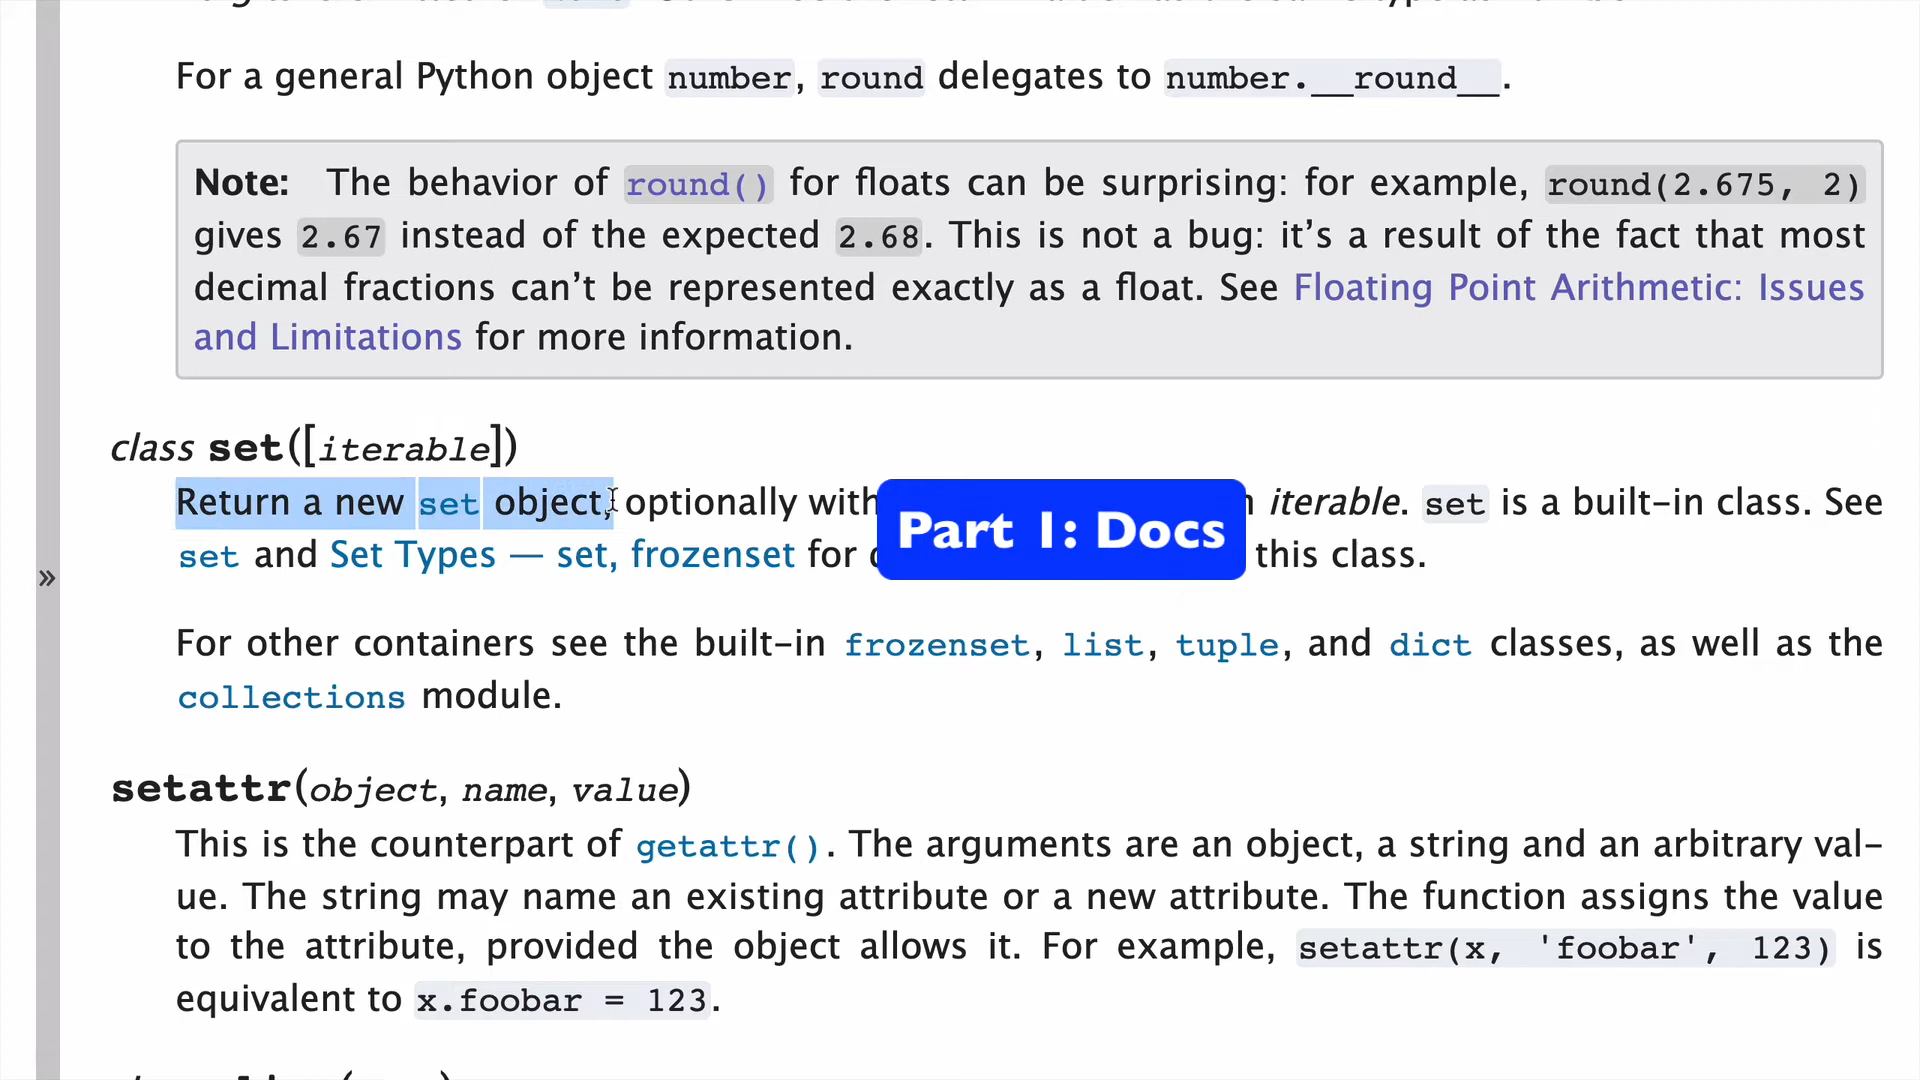 For a general Python object number, round delegates to number.__round__.
Note: The behavior of round() for floats can be surprising: for example, round(2.675, 2)
gives 2.67 instead of the expected 2.68. This is not a bug: it’s a result of the fact that most
decimal fractions can’t be represented exactly as a float. See Floating Point Arithmetic: Issues
and Limitations for more information.
class set([iterable])
Return a new set object, optionally with iterable. set is a built-in class. See
set and Set Types — set, frozenset for this class.
Part 1: Docs
»
For other containers see the built-in frozenset, list, tuple, and dict classes, as well as the
collections module.
setattr(object, name, value)
This is the counterpart of getattr(). The arguments are an object, a string and an arbitrary val-
ue. The string may name an existing attribute or a new attribute. The function assigns the value
to the attribute, provided the object allows it. For example, setattr(x, 'foobar', 123) is
equivalent to x.foobar = 123.